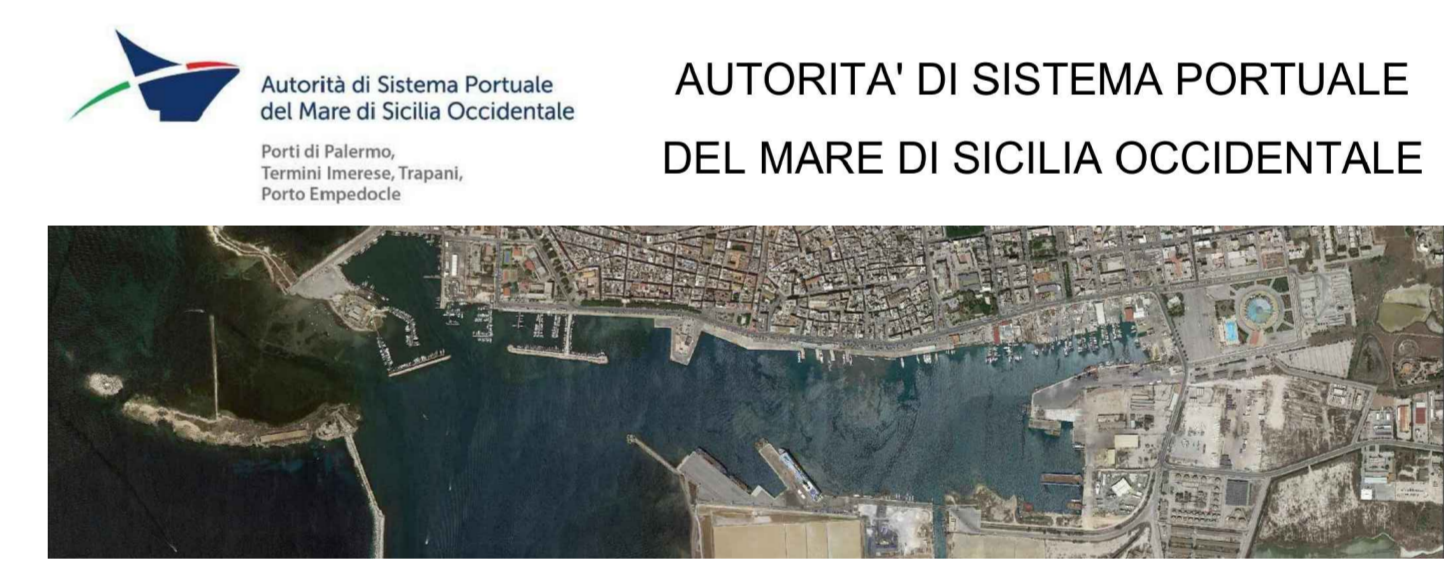 Autorità di Sistema Portuale
del Mare di Sicilia Occidentale
Porti di Palermo,
Termini Imerese, Trapani,
Porto Empedocle
AUTORITA' DI SISTEMA PORTUALE
DEL MARE DI SICILIA OCCIDENTALE